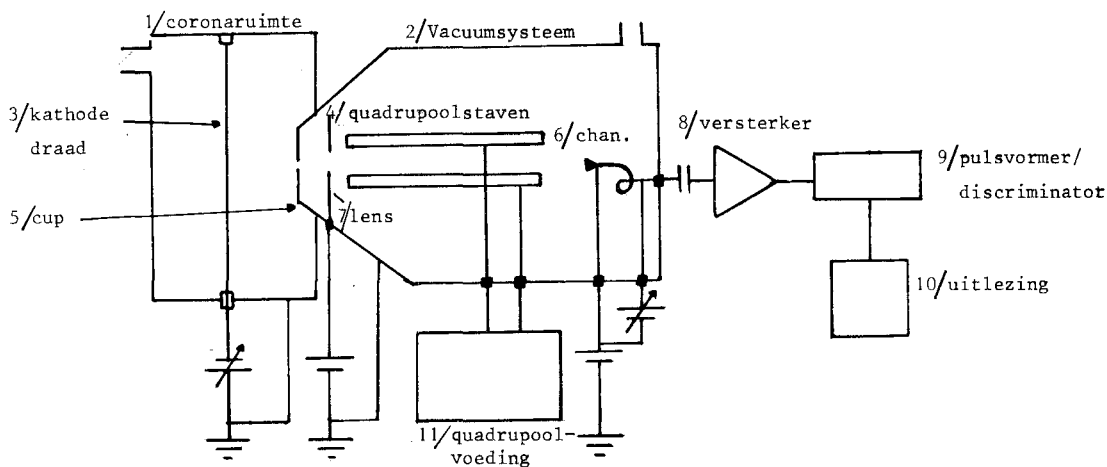 1/coronaruimte
2/Vacuumsysteem
3/kathode
draad
4/quadrupoolstaven
5/cup
6/chan.
7/lens
8/versterker
9/pulsvormer/
discriminator
10/uitlezing
11/quadrupool-
voeding